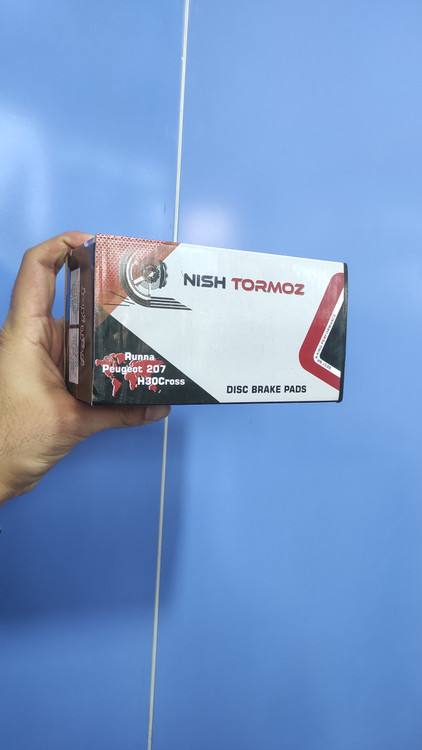 NISH TORMOZ
Runna
Peugeot 207
H30Cross
DISC BRAKE PADS